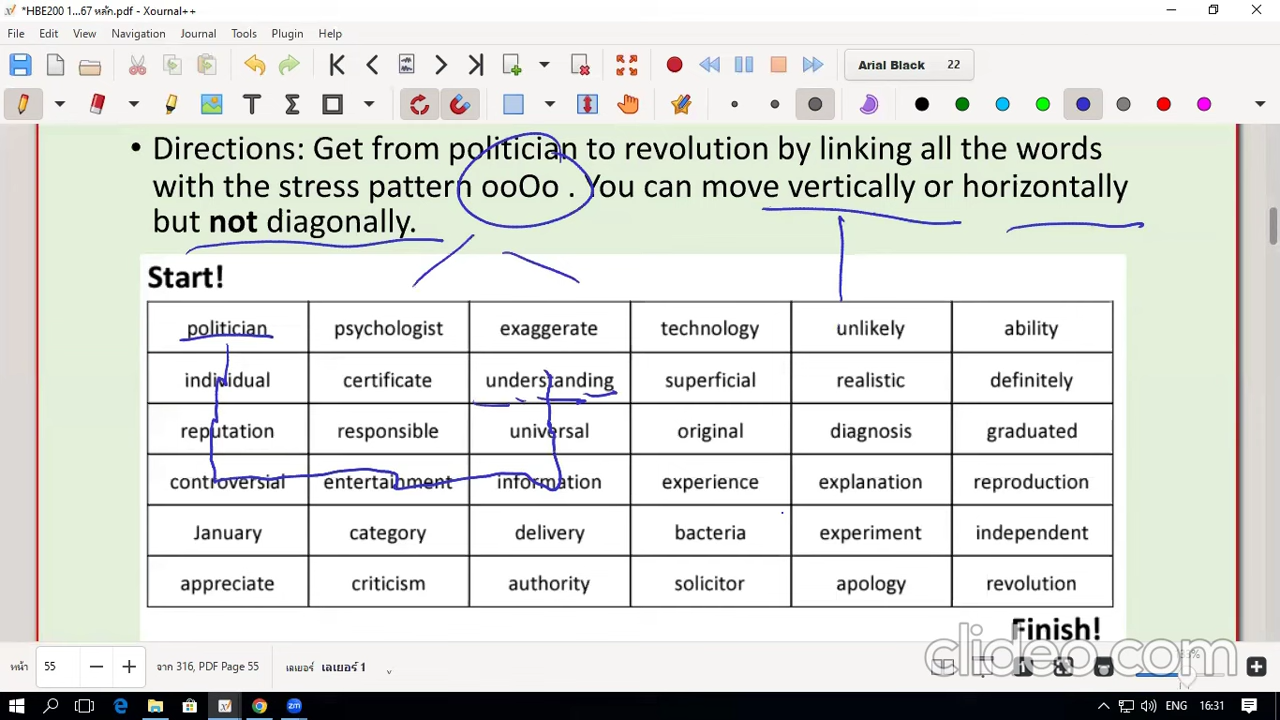 *HBE200 1...67 หลัก.pdf - Xournal++
File Edit View Navigation Journal Tools Plugin Help
Arial Black 22
• Directions: Get from politician to revolution by linking all the words
with the stress pattern ooOo . You can move vertically or horizontally
but not diagonally.
Start!
politician psychologist exaggerate technology unlikely ability
individual certificate understanding superficial realistic definitely
reputation responsible universal original diagnosis graduated
controversial entertainment information experience explanation reproduction
January category delivery bacteria experiment independent
appreciate criticism authority solicitor apology revolution
Finish!
clideo.com
หน้า 55 จาก 316, PDF Page 55 เลเยอร์ เลเยอร์ 1
ENG 16:31